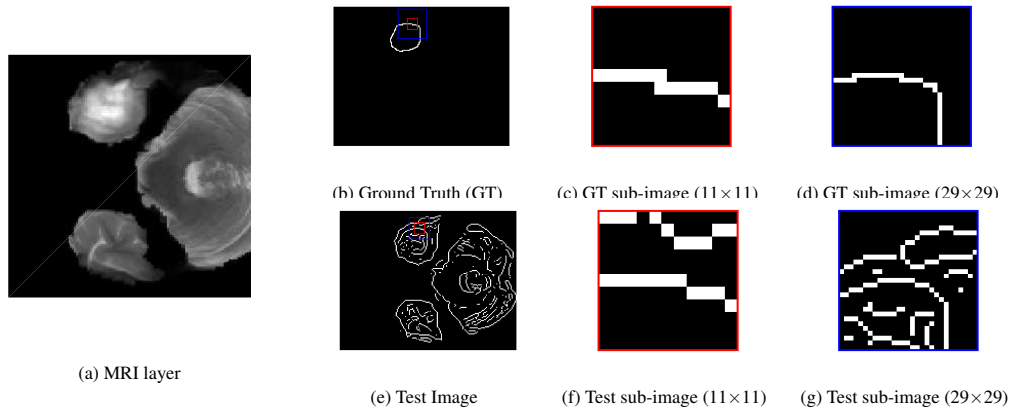 (b) Ground Truth (GT)
(c) GT sub-image (11×11)
(d) GT sub-image (29×29)
(a) MRI layer
(e) Test Image
(f) Test sub-image (11×11)
(g) Test sub-image (29×29)